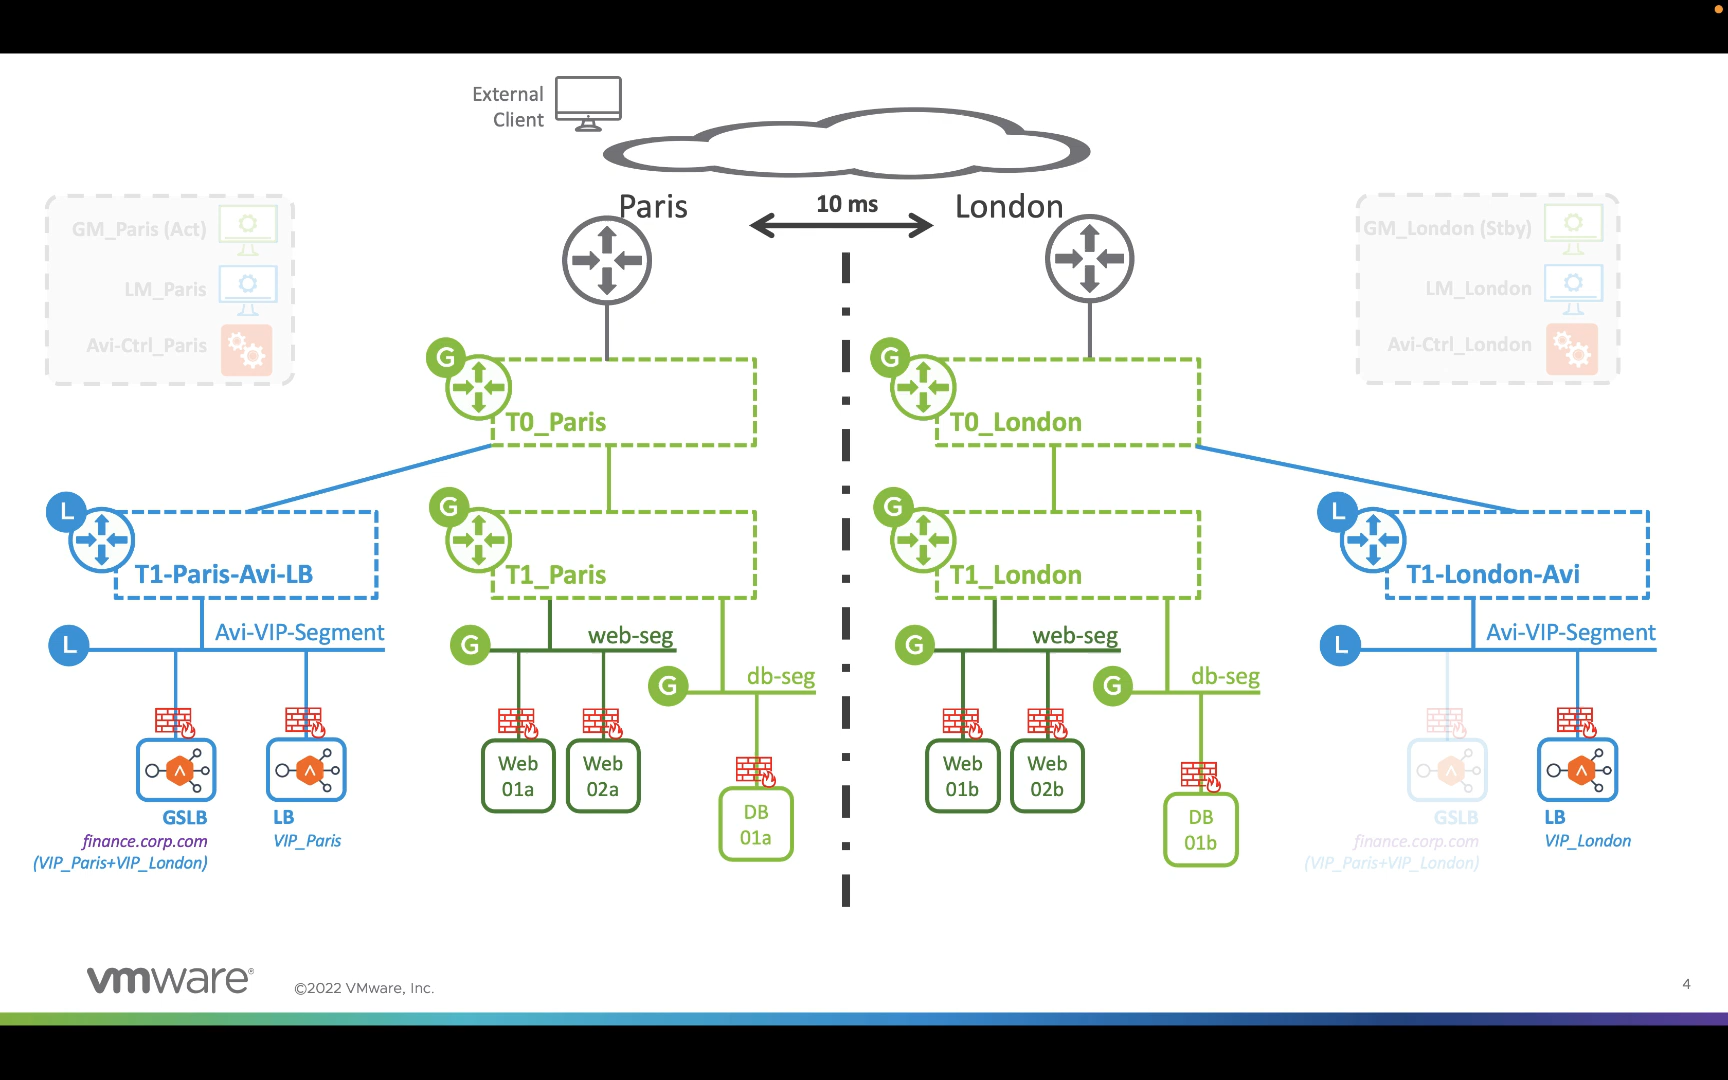 External
Client
Paris
10 ms
London
GM_Paris (Act)
LM_Paris
Avi-Ctrl_Paris
GM_London (Stby)
LM_London
Avi-Ctrl_London
G
T0_Paris
G
T0_London
L
T1-Paris-Avi-LB
G
T1_Paris
G
T1_London
L
T1-London-Avi
L
Avi-VIP-Segment
G
web-seg
G
db-seg
G
web-seg
G
db-seg
L
Avi-VIP-Segment
GSLB
finance.corp.com
(VIP_Paris+VIP_London)
LB
VIP_Paris
Web
01a
Web
02a
DB
01a
Web
01b
Web
02b
DB
01b
GSLB
finance.corp.com
(VIP_Paris+VIP_London)
LB
VIP_London
vmware®
©2022 VMware, Inc.
4